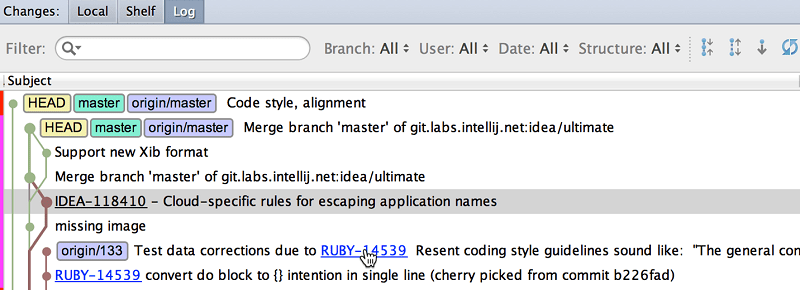 Changes: Local Shelf Log
Filter: Branch: All User: All Date: All Structure: All
Subject
HEAD master origin/master Code style, alignment
HEAD master origin/master Merge branch 'master' of git.labs.intellij.net:idea/ultimate
Support new Xib format
Merge branch 'master' of git.labs.intellij.net:idea/ultimate
IDEA-118410 - Cloud-specific rules for escaping application names
missing image
origin/133 Test data corrections due to RUBY-14539 Resent coding style guidelines sound like: "The general con
RUBY-14539 convert do block to {} intention in single line (cherry picked from commit b226fad)